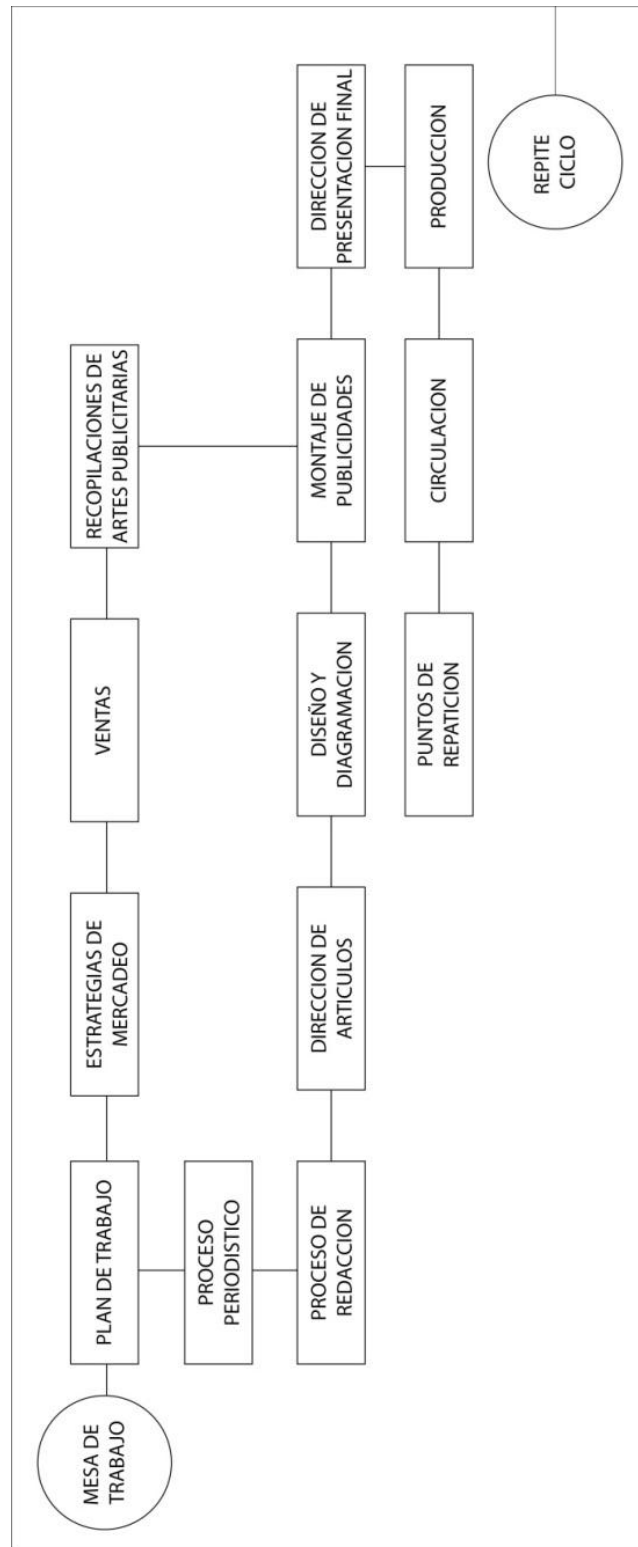 MESA DE
TRABAJO
PLAN DE TRABAJO
ESTRATEGIAS DE
MERCADEO
VENTAS
RECOPILACIONES DE
ARTES PUBLICITARIAS
PROCESO
PERIODISTICO
PROCESO DE
REDACCION
DIRECCION DE
ARTICULOS
DISEÑO Y
DIAGRAMACION
MONTAJE DE
PUBLICIDADES
DIRECCION DE
PRESENTACION FINAL
PUNTOS DE
REPATICION
CIRCULACION
PRODUCCION
REPITE
CICLO